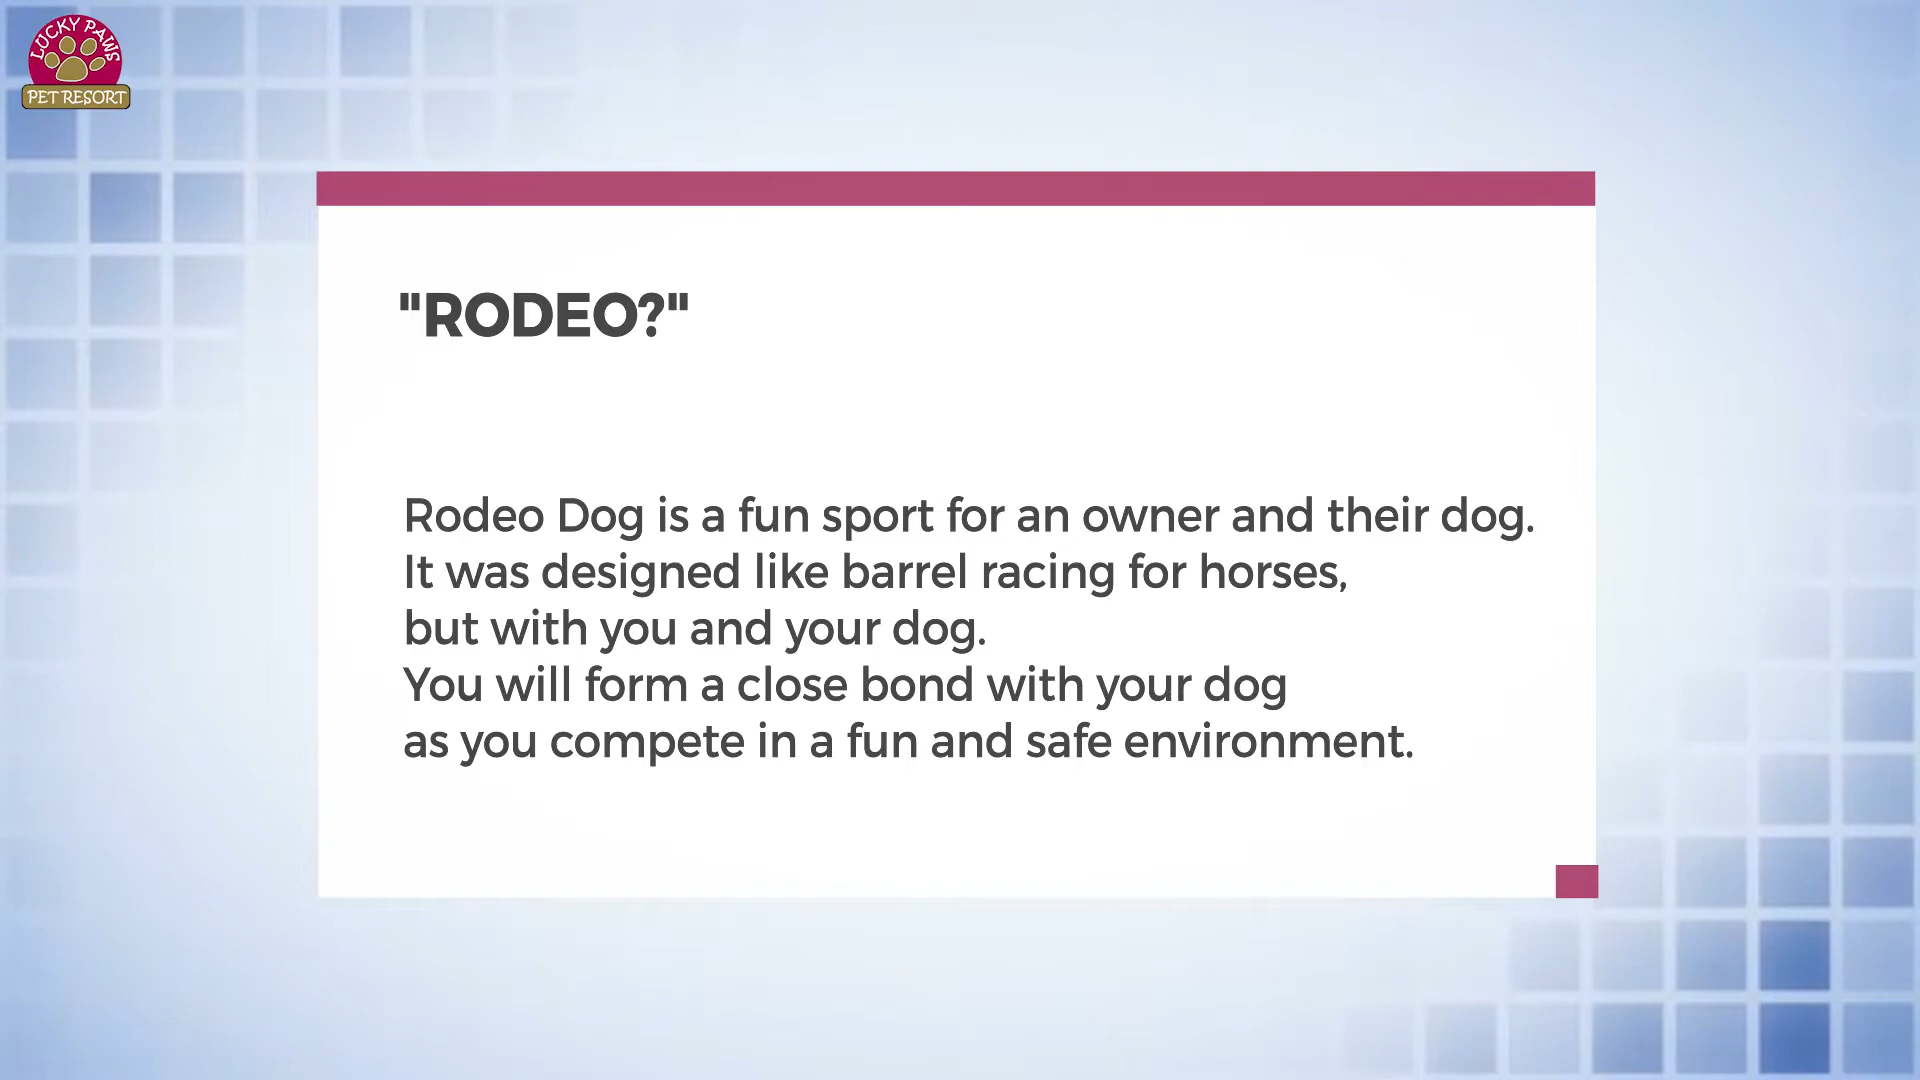 LUCKY PAWS
PET RESORT
"RODEO?"
Rodeo Dog is a fun sport for an owner and their dog.
It was designed like barrel racing for horses,
but with you and your dog.
You will form a close bond with your dog
as you compete in a fun and safe environment.